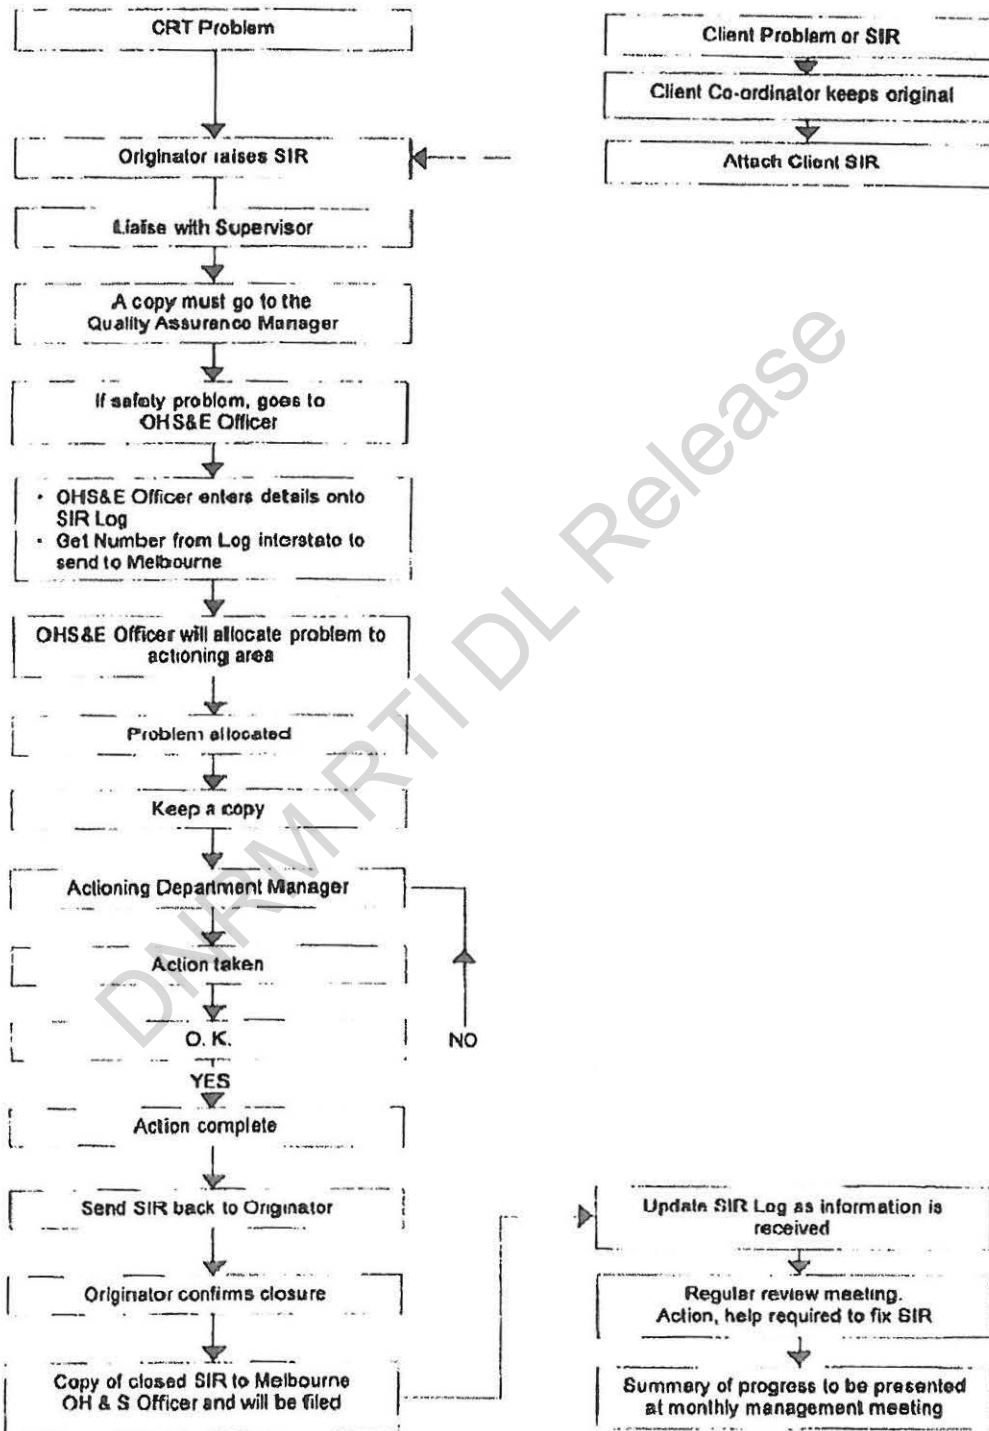 CRT Problem
Originator raises SIR
Liaise with Supervisor
A copy must go to the
Quality Assurance Manager
If safety problem, goes to
OHS&E Officer
• OHS&E Officer enters details onto
SIR Log
• Get Number from Log interstate to
send to Melbourne
OHS&E Officer will allocate problem to
actioning area
Problem allocated
Keep a copy
Actioning Department Manager
Action taken
O. K.
NO
YES
Action complete
Send SIR back to Originator
Originator confirms closure
Copy of closed SIR to Melbourne
OH & S Officer and will be filed
Client Problem or SIR
Client Co-ordinator keeps original
Attach Client SIR
Update SIR Log as information is
received
Regular review meeting.
Action, help required to fix SIR
Summary of progress to be presented
at monthly management meeting
DNRM RTI DL Release